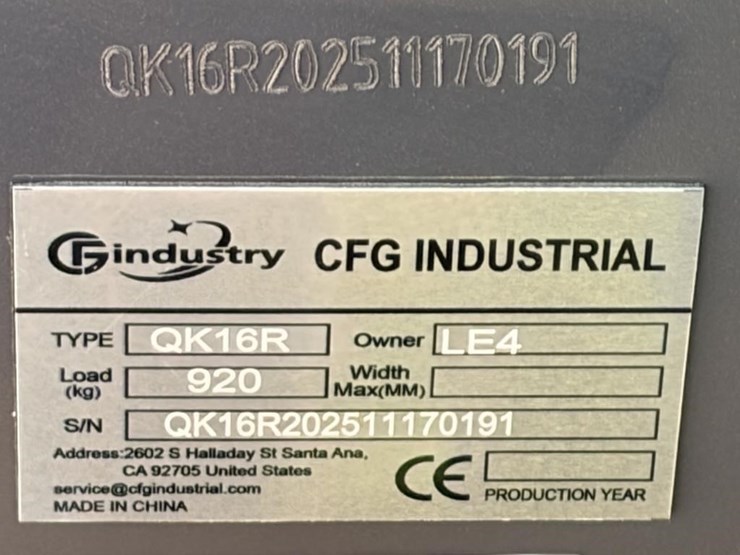 QK16R202511170191
CFGindustry CFG INDUSTRIAL
TYPE QK16R Owner LE4
Load (kg) 920 Width Max(MM)
S/N QK16R202511170191
Address:2602 S Halladay St Santa Ana,
CA 92705 United States
service@cfgindustrial.com
MADE IN CHINA
CE PRODUCTION YEAR